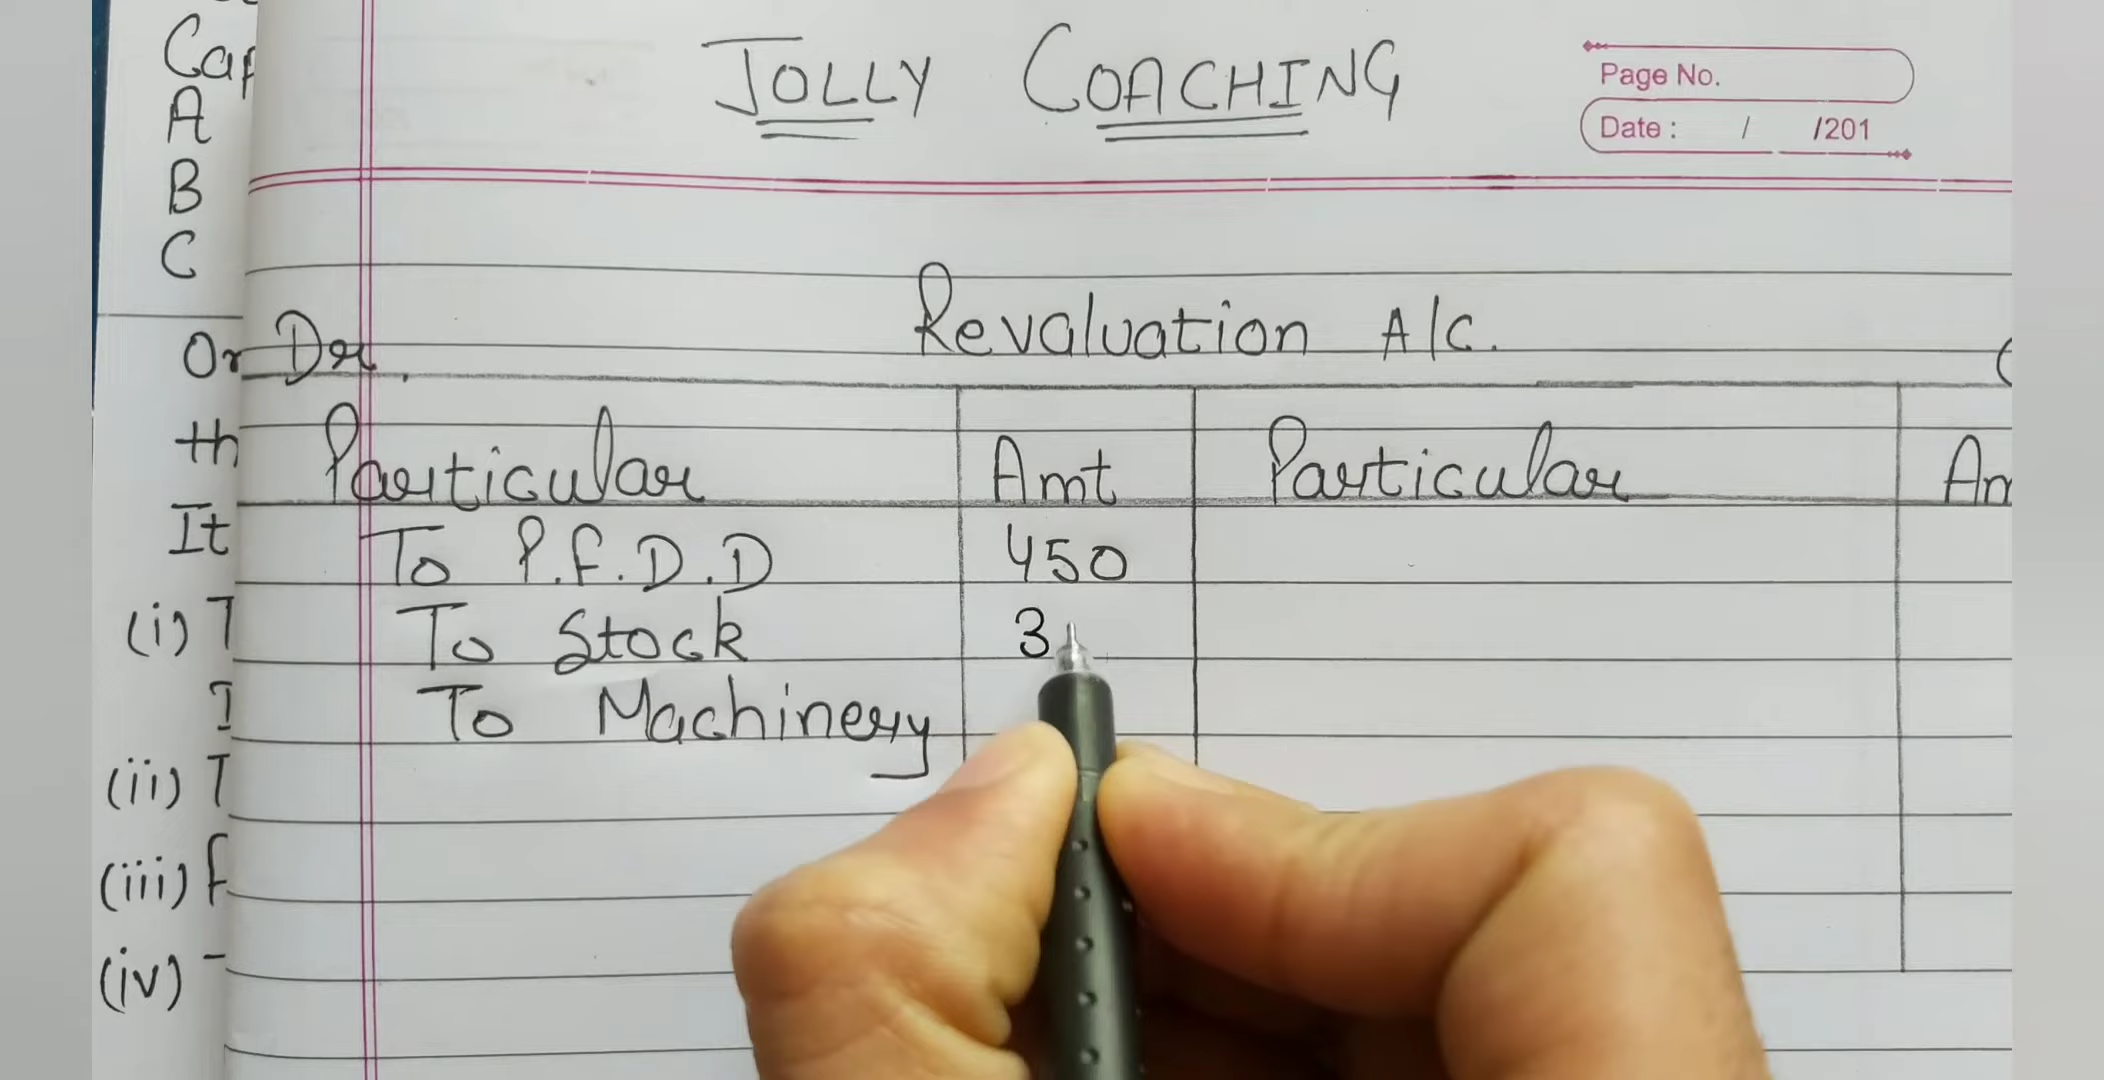 JOLLY COACHING
Page No.
Date : / /201
Cap
A
B
C
Revaluation A/c.
Or
Dr.
th
Particular Amt Particular Am
It
To P.F.D.D 450
(i) T
To Stock 3
I
To Machinery
(ii) T
(iii) F
(iv)